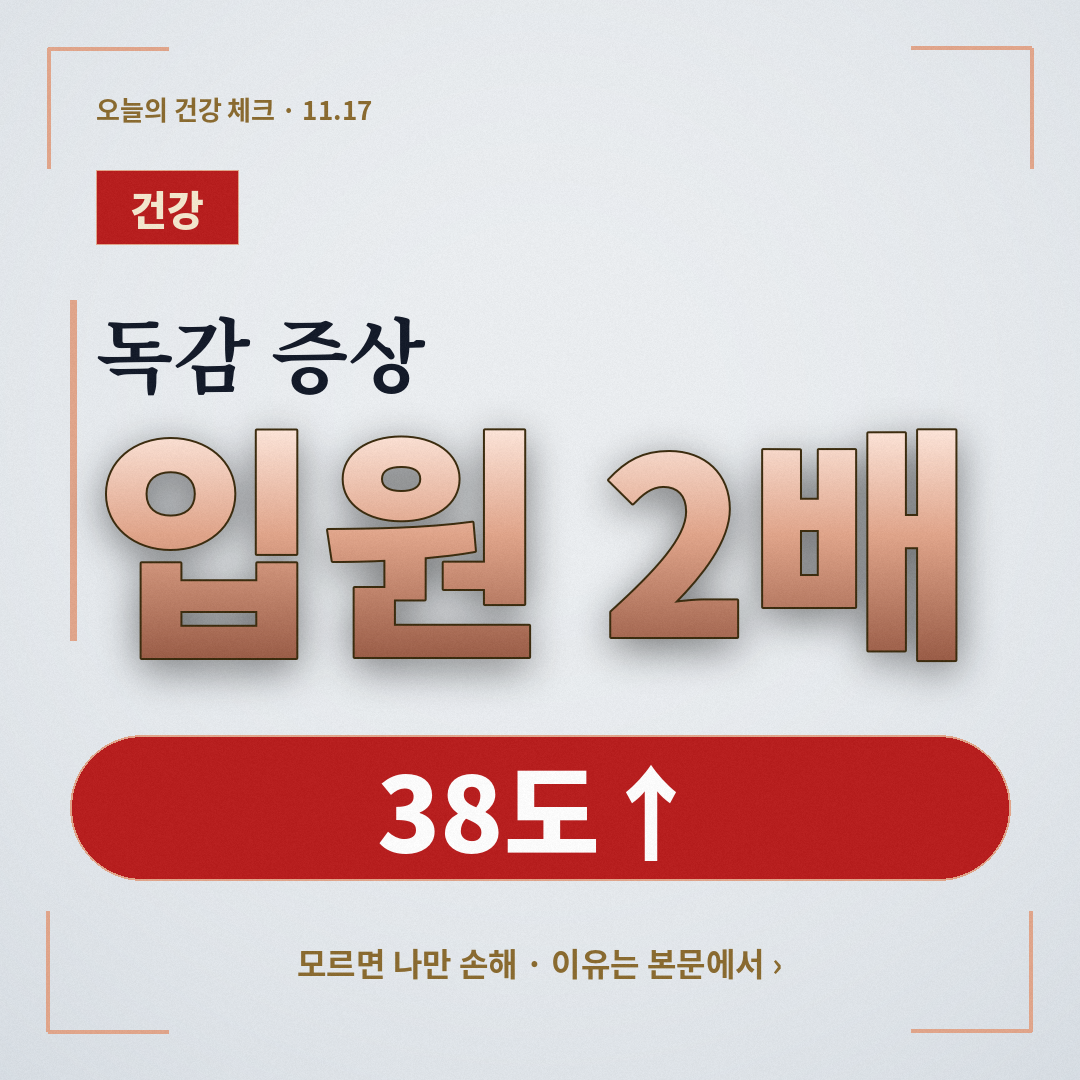 오늘의 건강 체크 · 11.17
건강
독감 증상
입원 2배
38도↑
모르면 나만 손해 · 이유는 본문에서 ›